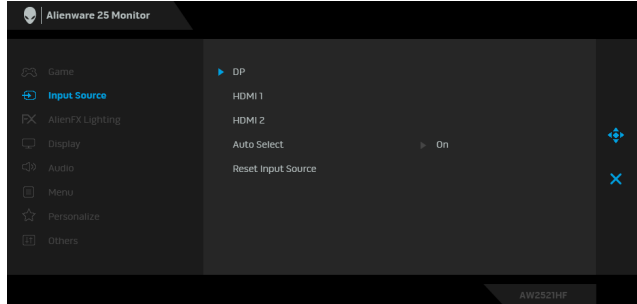 Alienware 25 Monitor
Game
Input Source
AlienFX Lighting
Display
Audio
Menu
Personalize
Others
DP
HDMI 1
HDMI 2
Auto Select On
Reset Input Source
AW2521HF